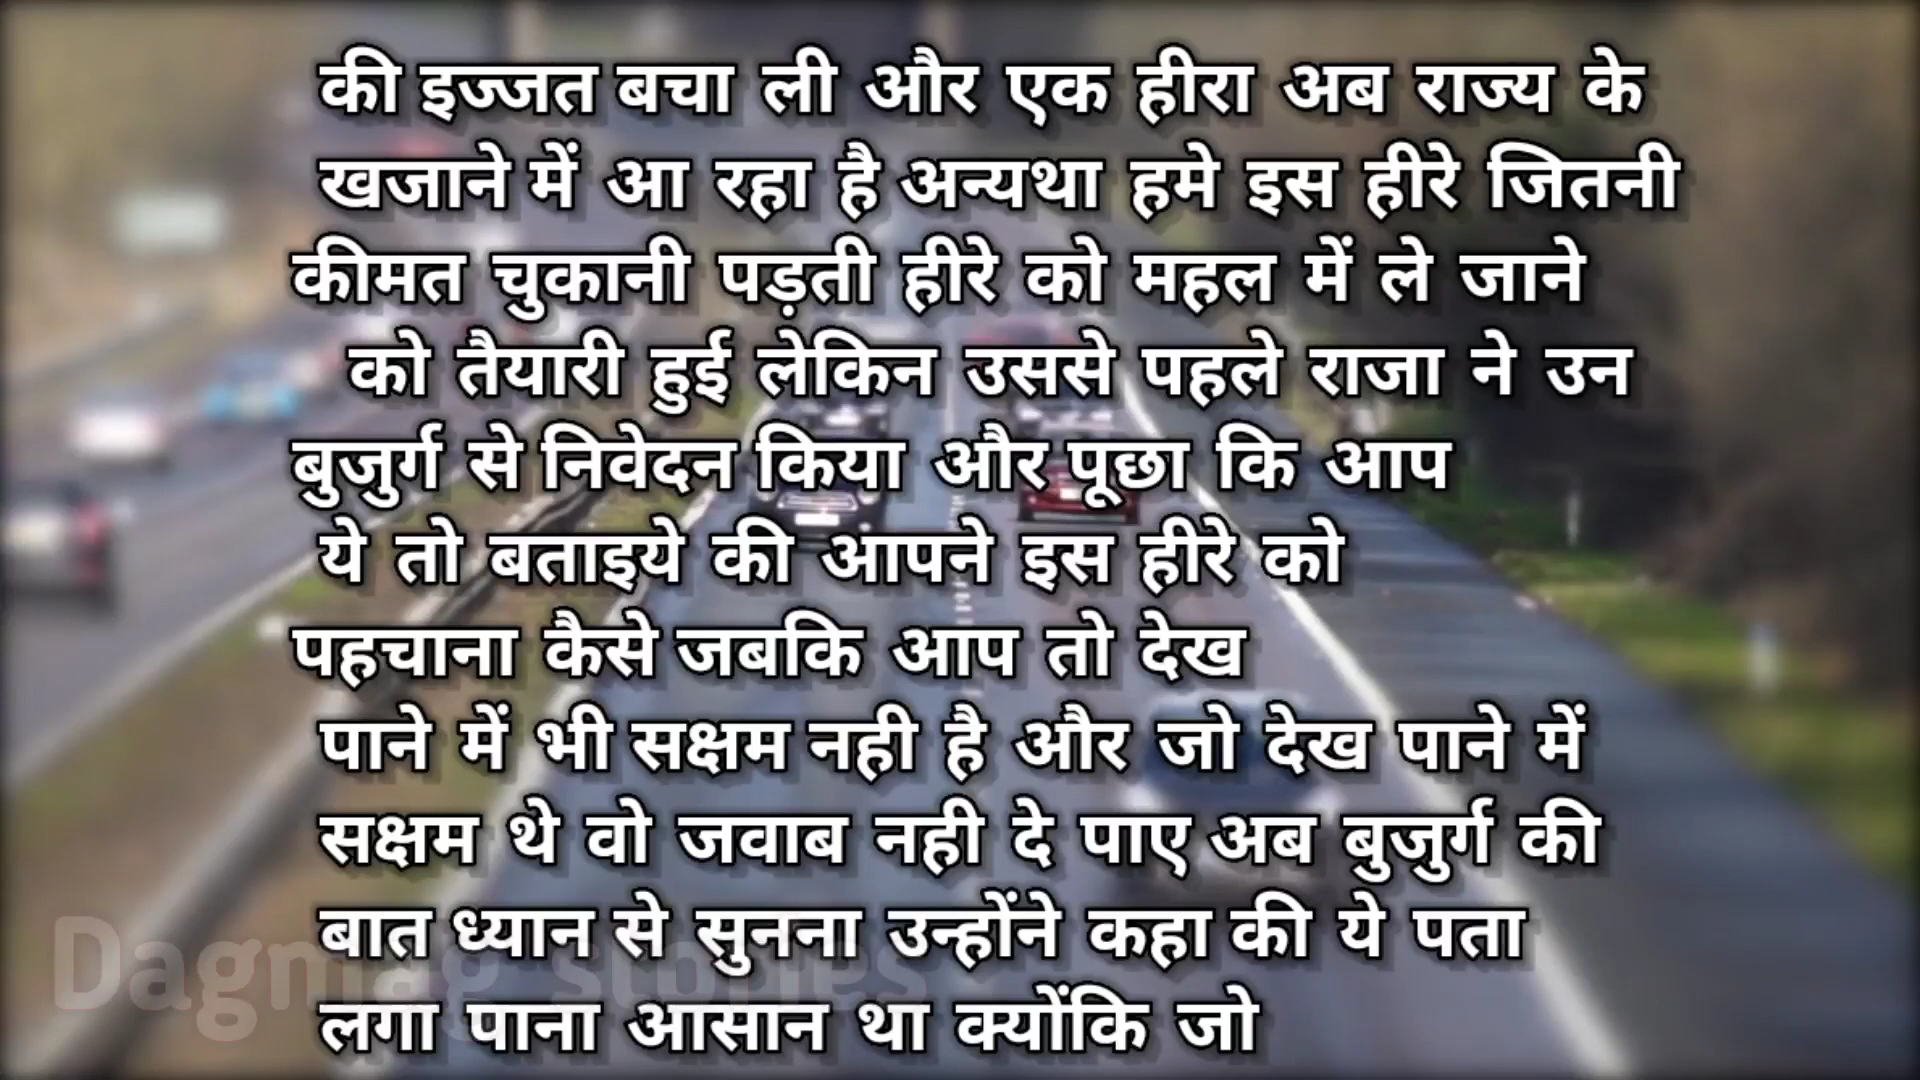 की इज्जत बचा ली और एक हीरा अब राज्य के
खजाने में आ रहा है अन्यथा हमे इस हीरे जितनी
कीमत चुकानी पड़ती हीरे को महल में ले जाने
को तैयारी हुई लेकिन उससे पहले राजा ने उन
बुजुर्ग से निवेदन किया और पूछा कि आप
ये तो बताइये की आपने इस हीरे को
पहचाना कैसे जबकि आप तो देख
पाने में भी सक्षम नही है और जो देख पाने में
सक्षम थे वो जवाब नही दे पाए अब बुजुर्ग की
बात ध्यान से सुनना उन्होंने कहा की ये पता
लगा पाना आसान था क्योंकि जो
Dagmag stories